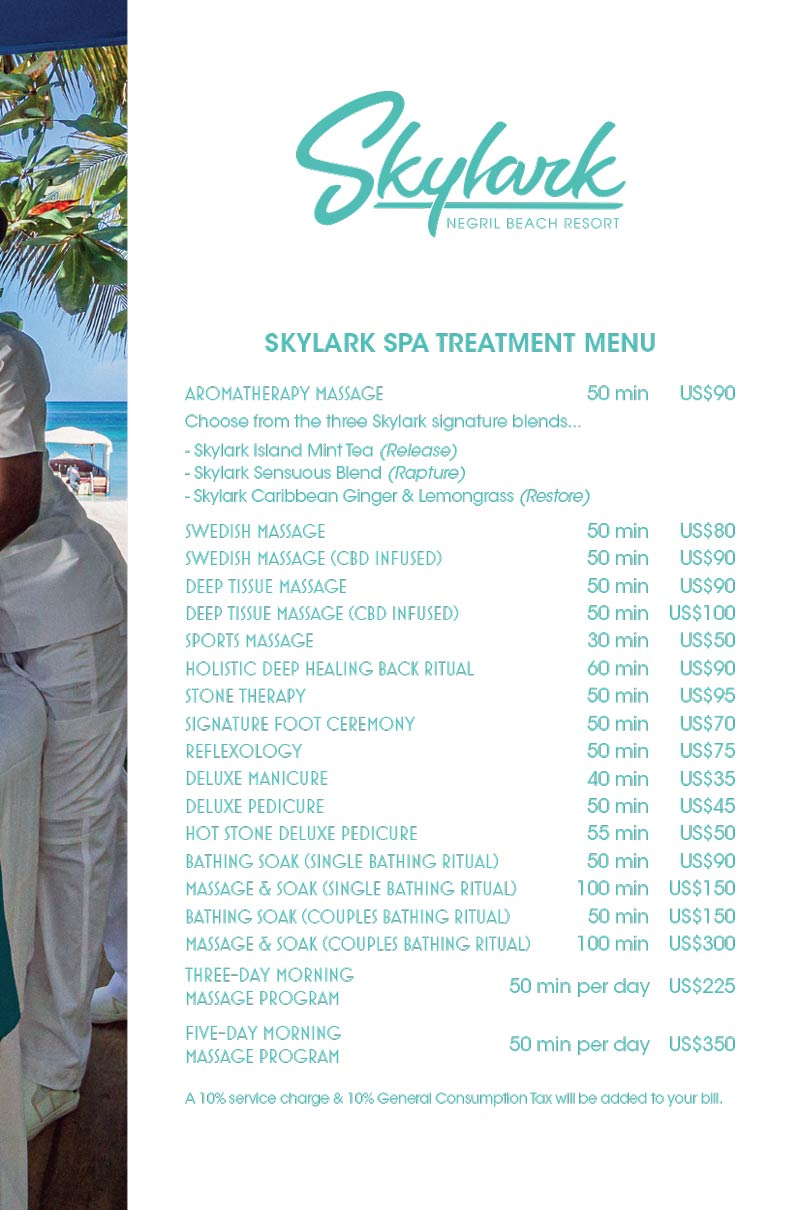 Skylark
NEGRIL BEACH RESORT
SKYLARK SPA TREATMENT MENU
AROMATHERAPY MASSAGE 50 min US$90
Choose from the three Skylark signature blends...
- Skylark Island Mint Tea (Release)
- Skylark Sensuous Blend (Rapture)
- Skylark Caribbean Ginger & Lemongrass (Restore)
SWEDISH MASSAGE 50 min US$80
SWEDISH MASSAGE (CBD INFUSED) 50 min US$90
DEEP TISSUE MASSAGE 50 min US$90
DEEP TISSUE MASSAGE (CBD INFUSED) 50 min US$100
SPORTS MASSAGE 30 min US$50
HOLISTIC DEEP HEALING BACK RITUAL 60 min US$90
STONE THERAPY 50 min US$95
SIGNATURE FOOT CEREMONY 50 min US$70
REFLEXOLOGY 50 min US$75
DELUXE MANICURE 40 min US$35
DELUXE PEDICURE 50 min US$45
HOT STONE DELUXE PEDICURE 55 min US$50
BATHING SOAK (SINGLE BATHING RITUAL) 50 min US$90
MASSAGE & SOAK (SINGLE BATHING RITUAL) 100 min US$150
BATHING SOAK (COUPLES BATHING RITUAL) 50 min US$150
MASSAGE & SOAK (COUPLES BATHING RITUAL) 100 min US$300
THREE-DAY MORNING
MASSAGE PROGRAM 50 min per day US$225
FIVE-DAY MORNING
MASSAGE PROGRAM 50 min per day US$350
A 10% service charge & 10% General Consumption Tax will be added to your bill.